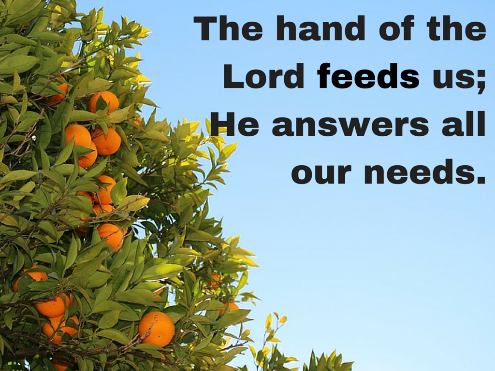 The hand of the
Lord feeds us;
He answers all
our needs.